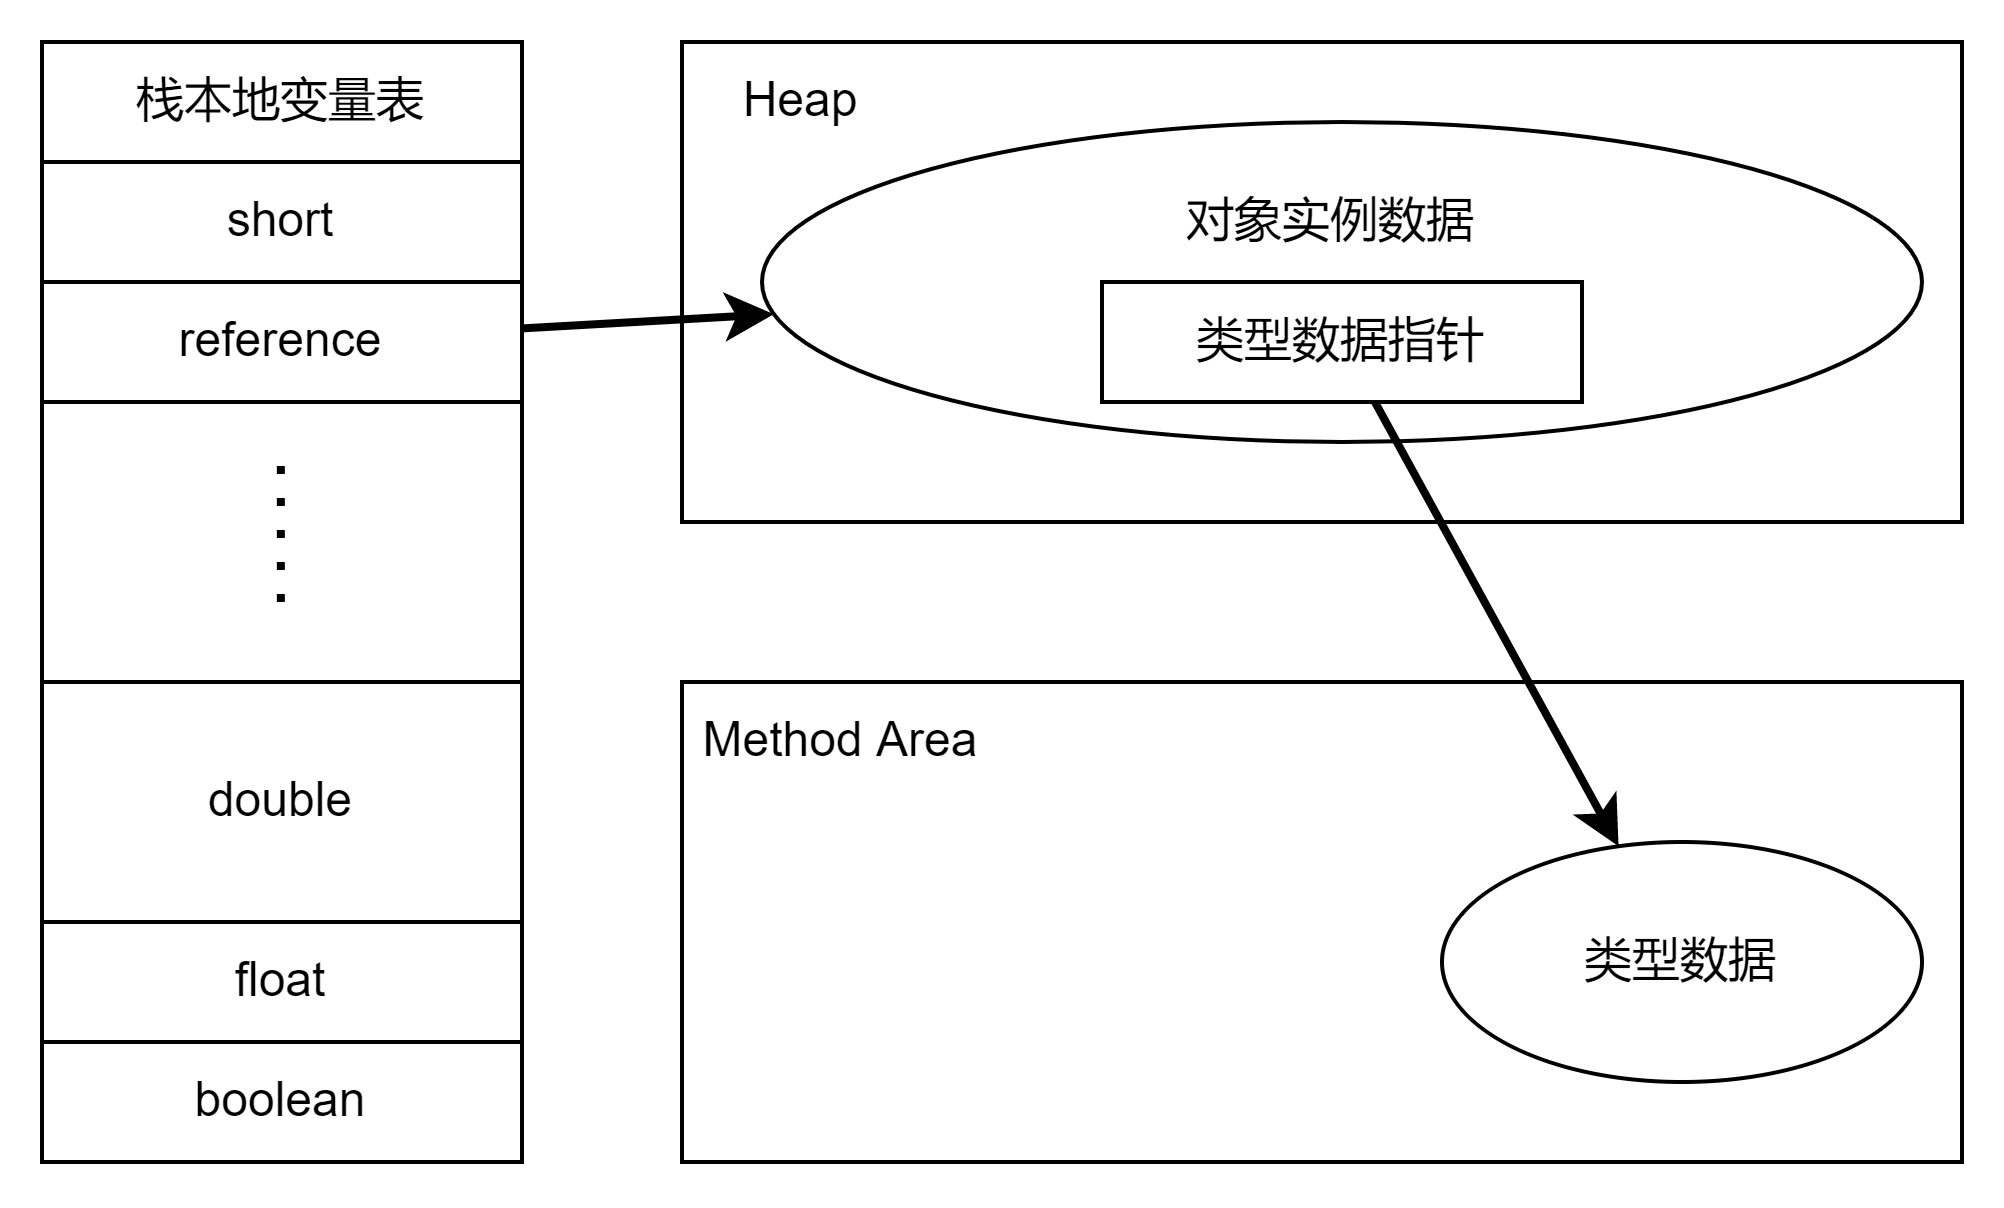 栈本地变量表
short
reference
double
float
boolean
Heap
对象实例数据
类型数据指针
Method Area
类型数据